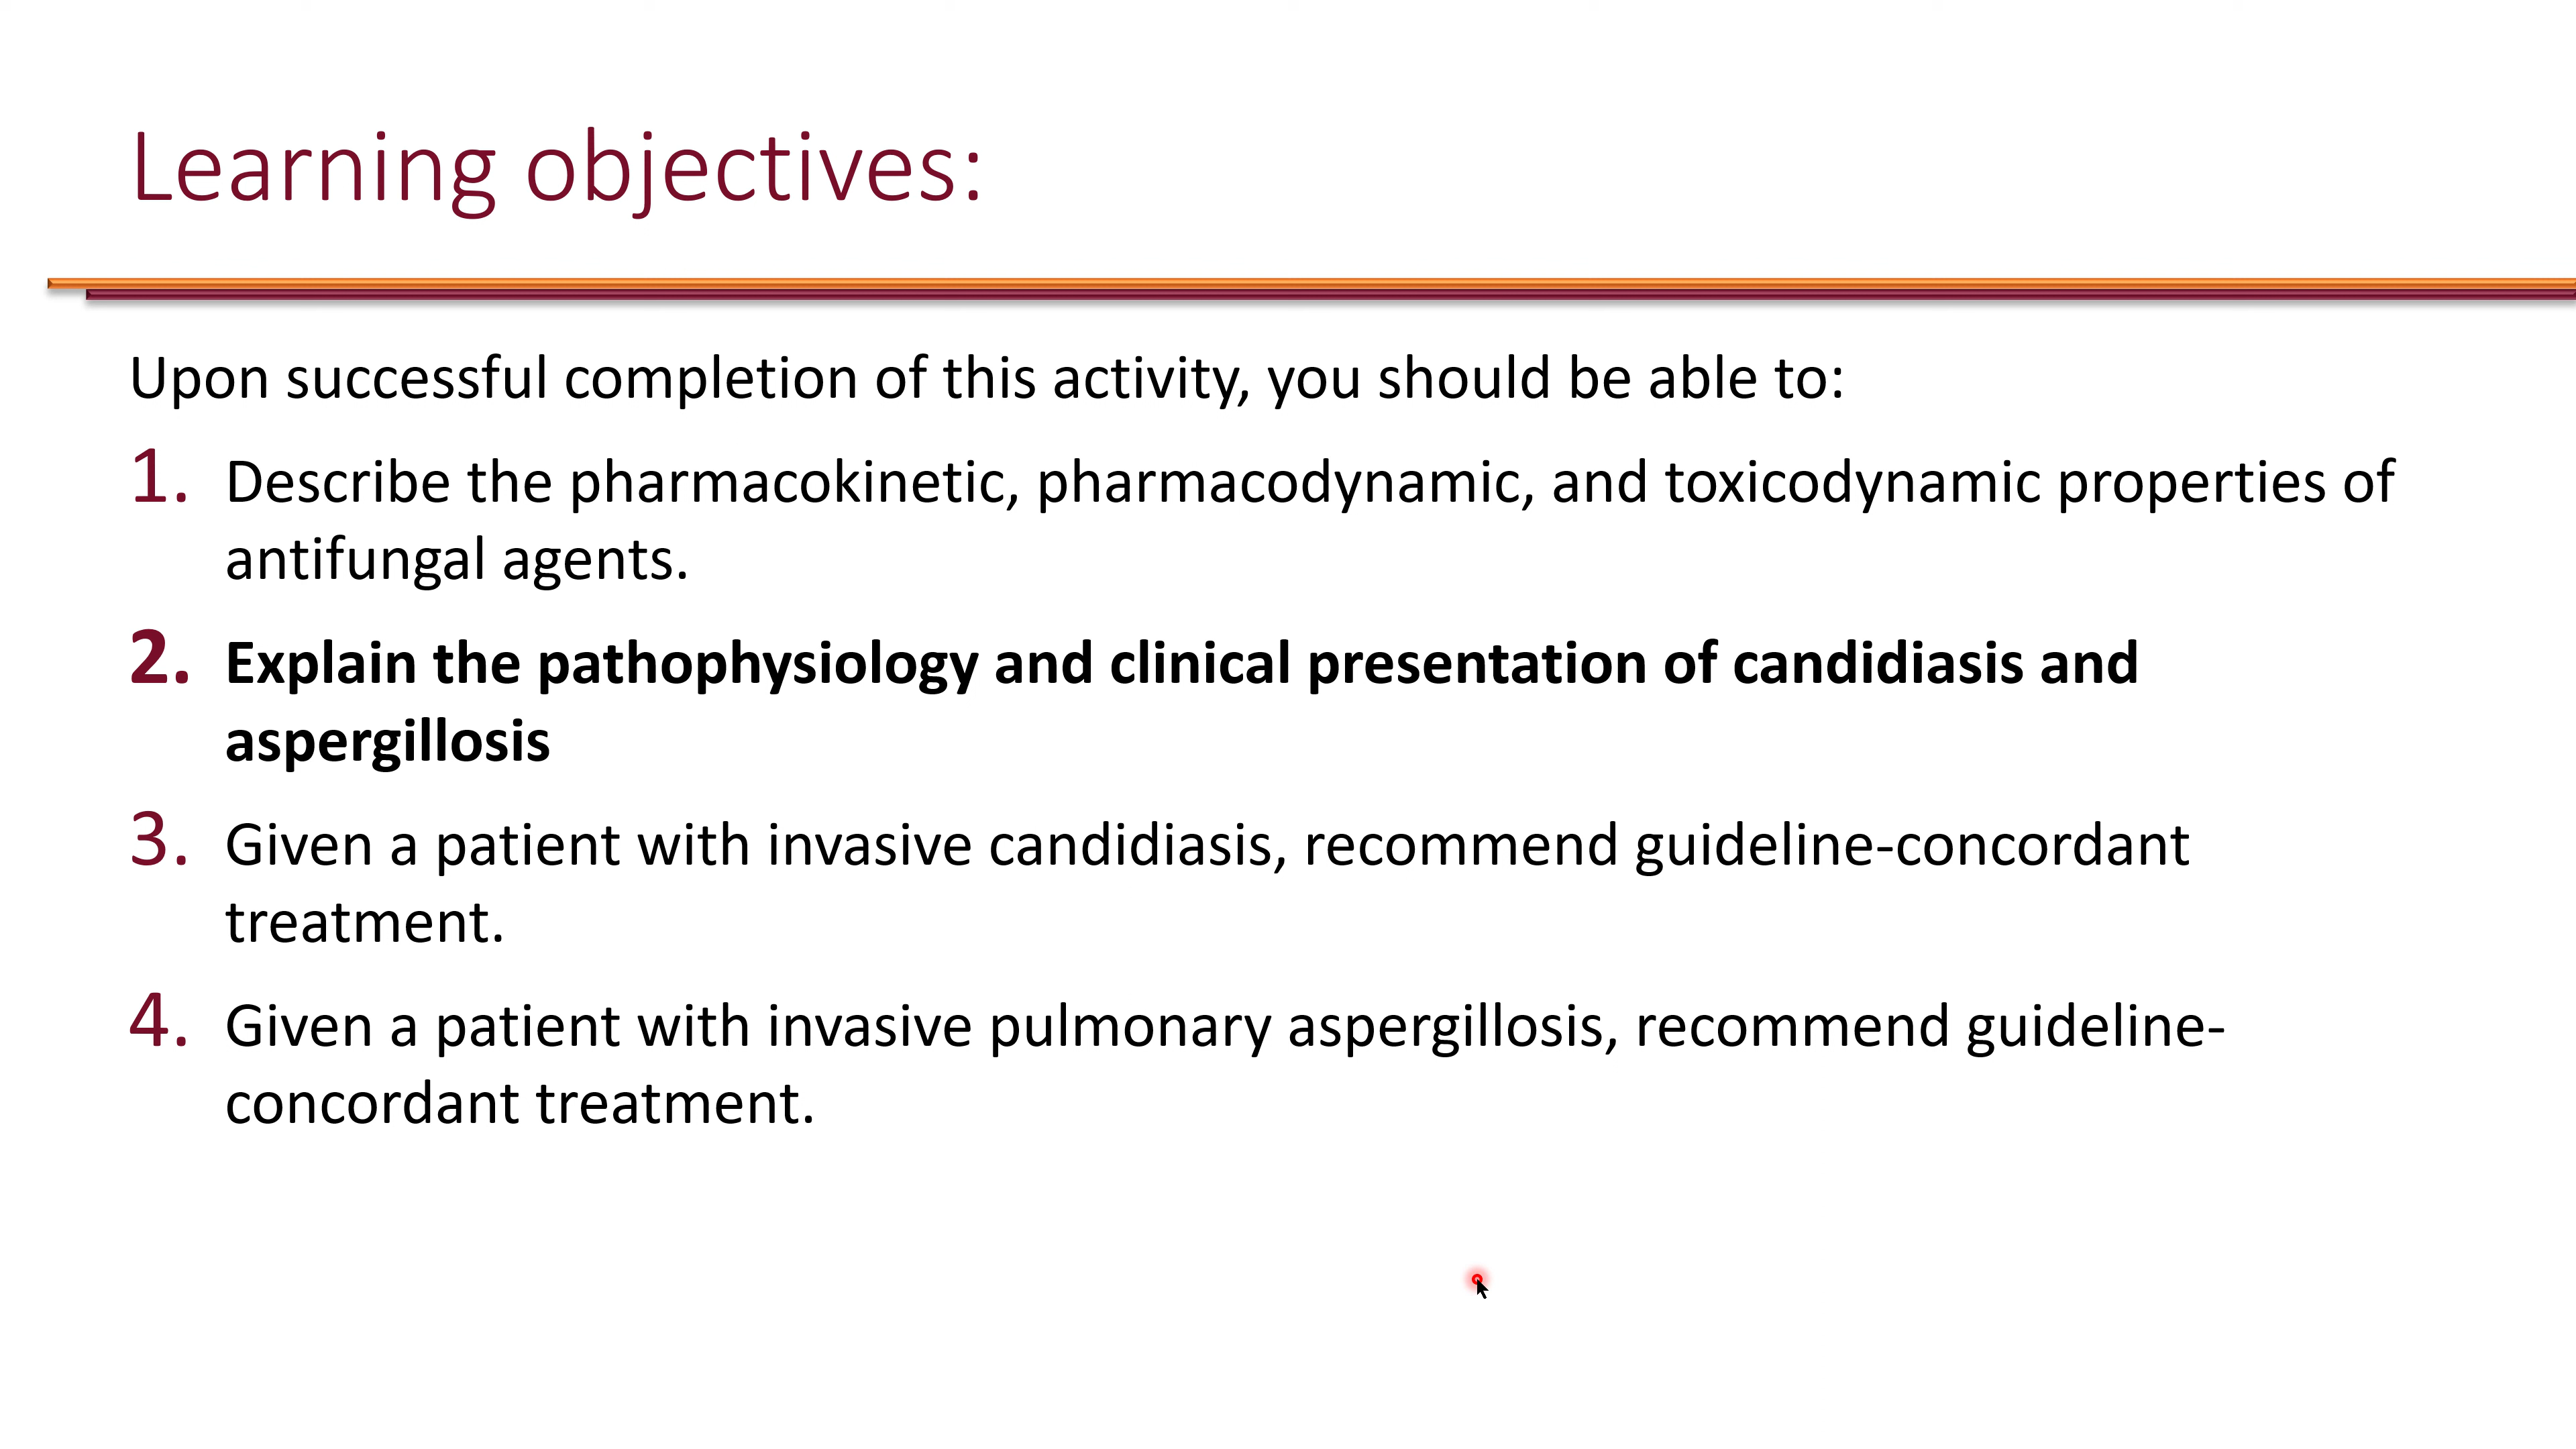 Learning objectives:
Upon successful completion of this activity, you should be able to:
1. Describe the pharmacokinetic, pharmacodynamic, and toxicodynamic properties of
antifungal agents.
2. Explain the pathophysiology and clinical presentation of candidiasis and
aspergillosis
3. Given a patient with invasive candidiasis, recommend guideline-concordant
treatment.
4. Given a patient with invasive pulmonary aspergillosis, recommend guideline-
concordant treatment.